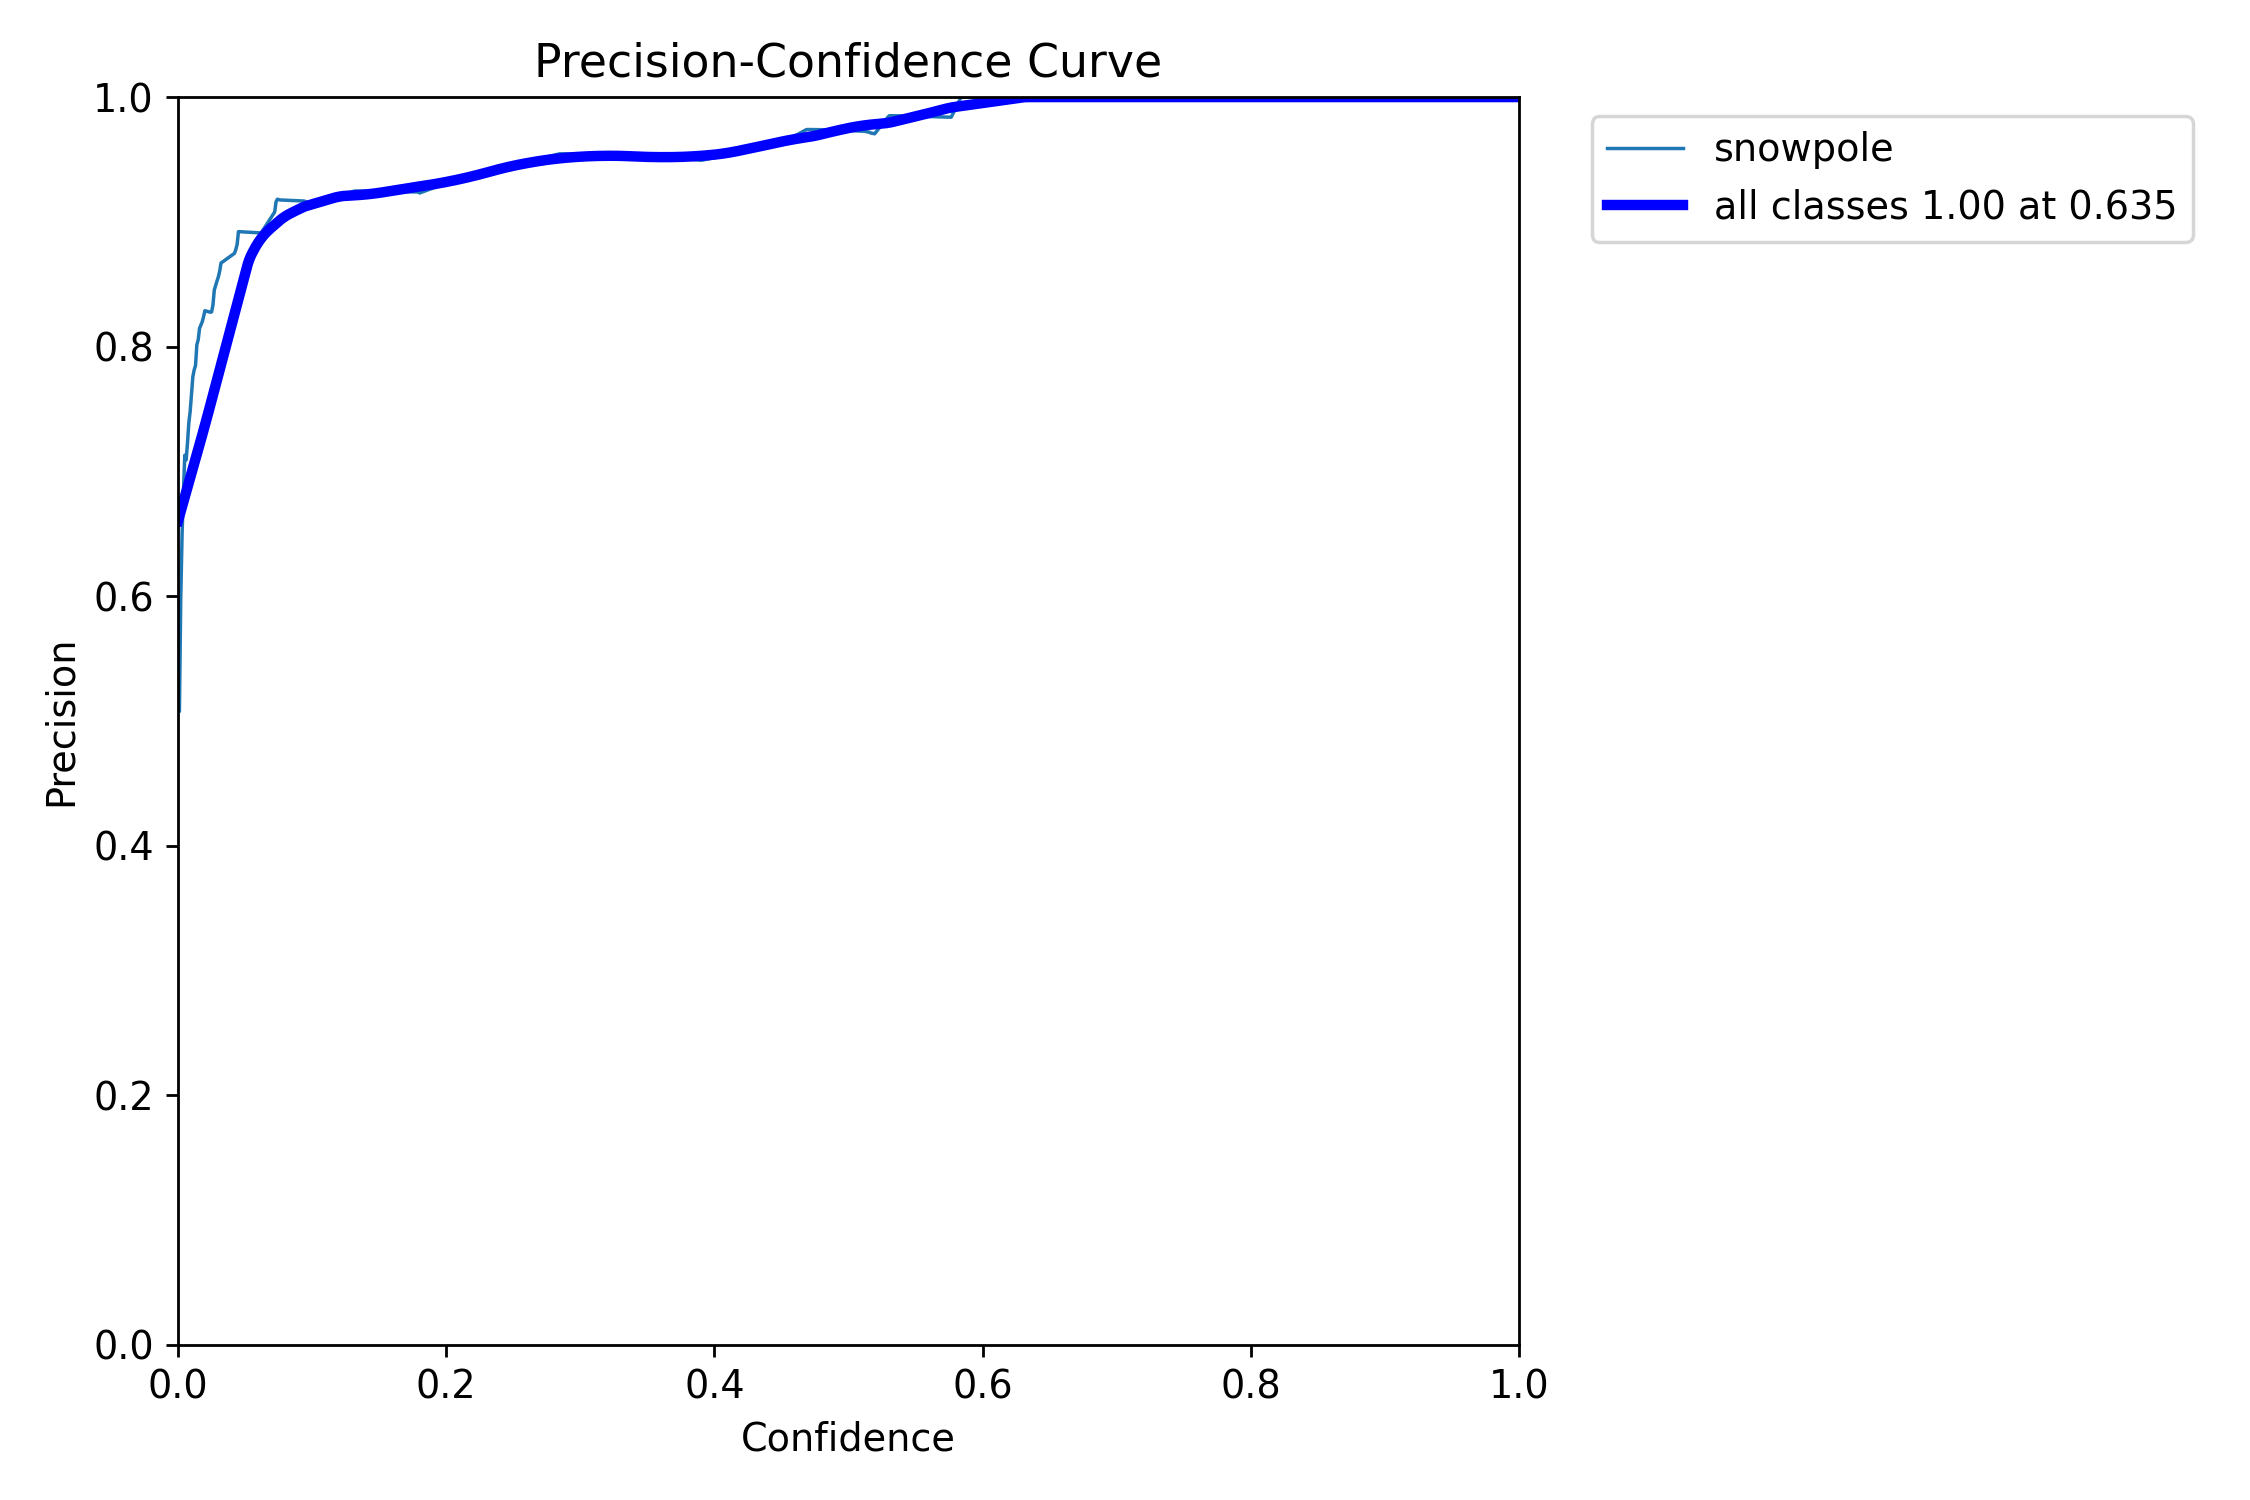 Precision-Confidence Curve
1.0
0.8
0.6
0.4
0.2
0.0
Precision
0.0 0.2 0.4 0.6 0.8 1.0
Confidence
snowpole
all classes 1.00 at 0.635